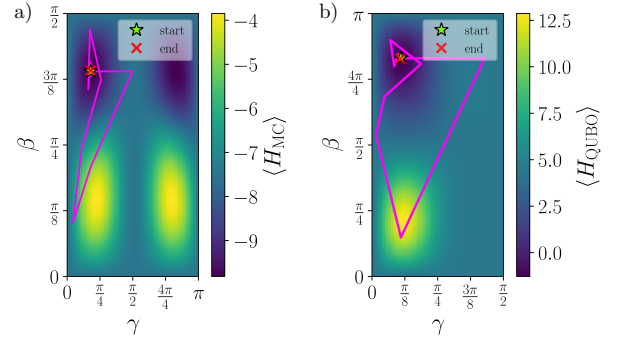 a)
π/2
3π/8
π/4
π/8
0
β
0
π/4
π/2
4π/4
π
γ
start
end
−4
−5
−6
−7
−8
−9
⟨H_MC⟩
b)
π
4π/4
π/2
π/4
0
β
0
π/8
π/4
3π/8
π/2
γ
start
end
12.5
10.0
7.5
5.0
2.5
0.0
⟨H_QUBO⟩